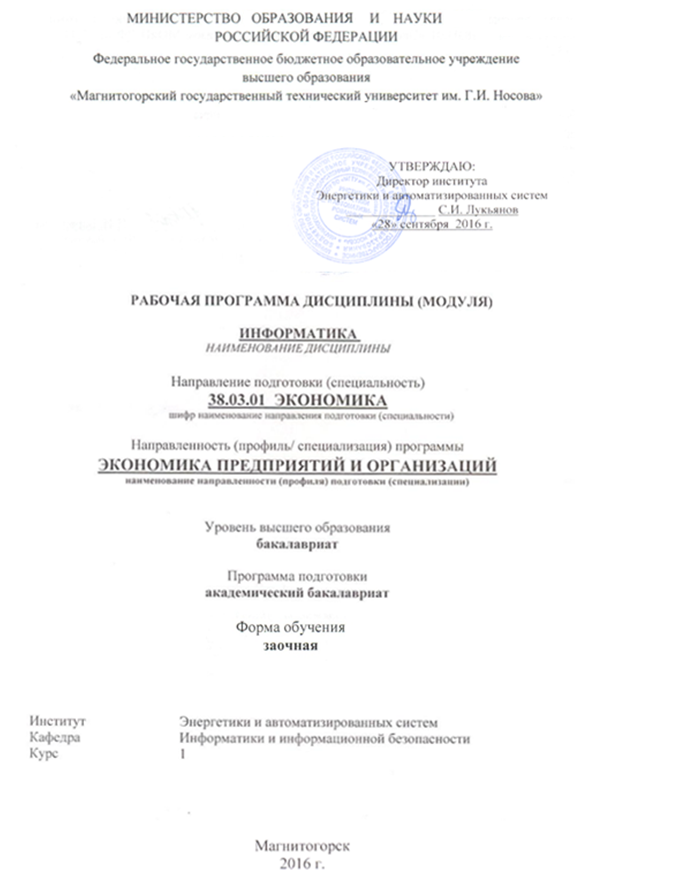 МИНИСТЕРСТВО ОБРАЗОВАНИЯ И НАУКИ
РОССИЙСКОЙ ФЕДЕРАЦИИ
Федеральное государственное бюджетное образовательное учреждение
высшего образования
«Магнитогорский государственный технический университет им. Г.И. Носова»
УТВЕРЖДАЮ:
Директор института
Энергетики и автоматизированных систем
С.И. Лукьянов
«28» сентября 2016 г.
РАБОЧАЯ ПРОГРАММА ДИСЦИПЛИНЫ (МОДУЛЯ)
ИНФОРМАТИКА
НАИМЕНОВАНИЕ ДИСЦИПЛИНЫ
Направление подготовки (специальность)
38.03.01 ЭКОНОМИКА
шифр наименование направления подготовки (специальности)
Направленность (профиль/ специализация) программы
ЭКОНОМИКА ПРЕДПРИЯТИЙ И ОРГАНИЗАЦИЙ
наименование направленности (профиля) подготовки (специализации)
Уровень высшего образования
бакалавриат
Программа подготовки
академический бакалавриат
Форма обучения
заочная
Институт Энергетики и автоматизированных систем
Кафедра Информатики и информационной безопасности
Курс 1
Магнитогорск
2016 г.